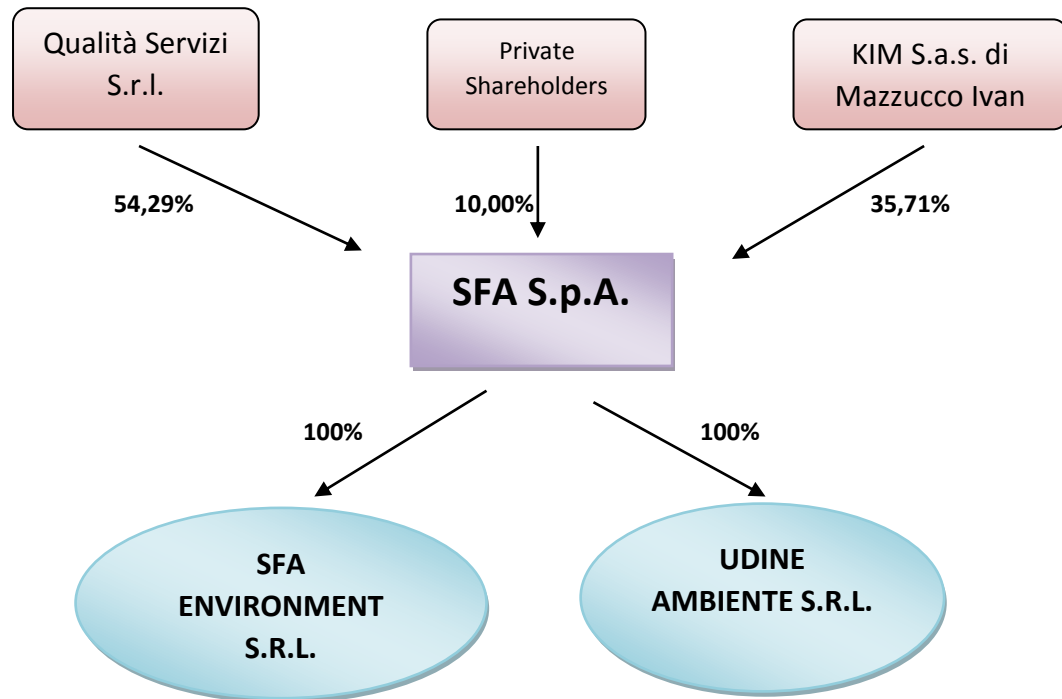 Qualità Servizi
S.r.l.
Private
Shareholders
KIM S.a.s. di
Mazzucco Ivan
54,29%
10,00%
35,71%
SFA S.p.A.
100%
100%
SFA
ENVIRONMENT
S.R.L.
UDINE
AMBIENTE S.R.L.